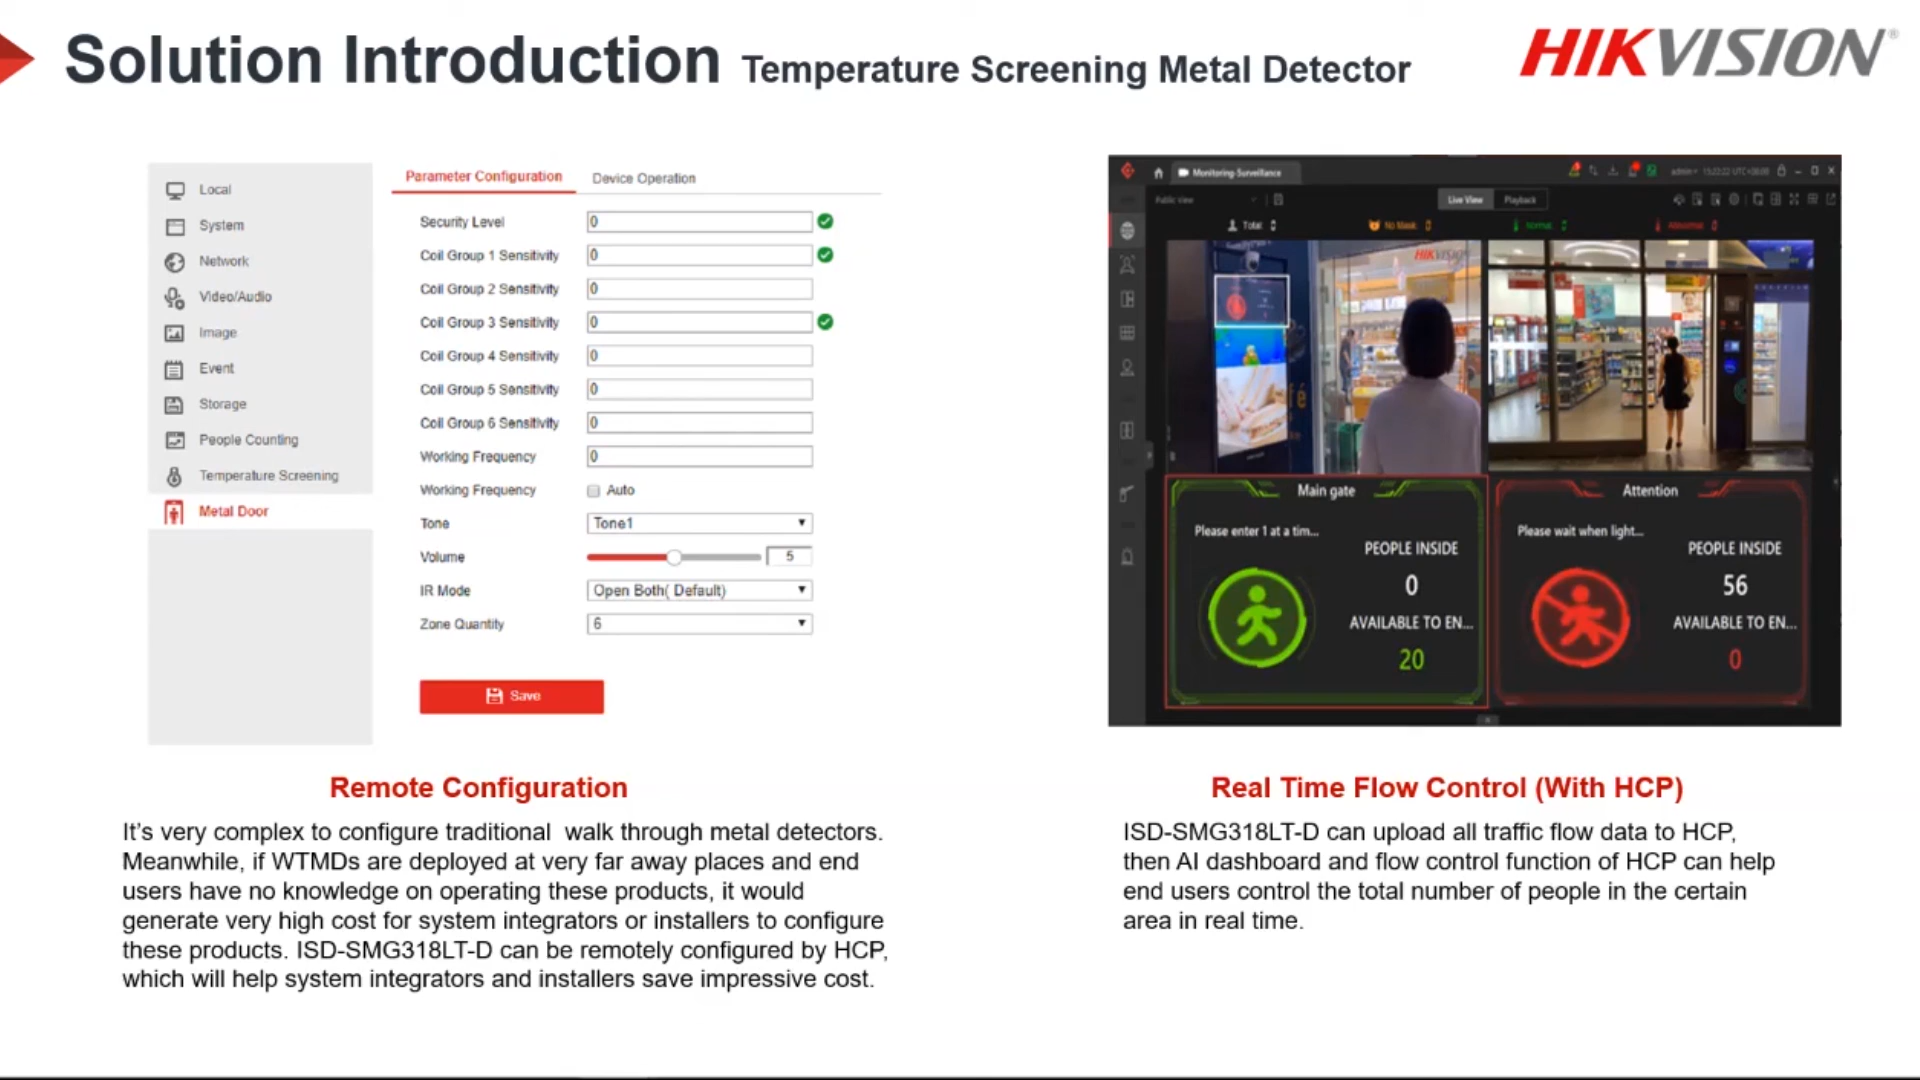 Solution Introduction Temperature Screening Metal Detector
HIKVISION®
Local
System
Network
Video/Audio
Image
Event
Storage
People Counting
Temperature Screening
Metal Door
Parameter Configuration
Device Operation
Security Level 0
Coil Group 1 Sensitivity 0
Coil Group 2 Sensitivity 0
Coil Group 3 Sensitivity 0
Coil Group 4 Sensitivity 0
Coil Group 5 Sensitivity 0
Coil Group 6 Sensitivity 0
Working Frequency 0
Working Frequency Auto
Tone Tone1
Volume 5
IR Mode Open Both( Default)
Zone Quantity 6
Save
Monitoring-Surveillance
Public View
Live View Playback
Total:
No Mask:
Normal:
Abnormal:
HIKVISION
Main gate
Please enter 1 at a tim...
PEOPLE INSIDE
0
AVAILABLE TO EN...
20
Attention
Please wait when light...
PEOPLE INSIDE
56
AVAILABLE TO EN...
0
Remote Configuration
It's very complex to configure traditional  walk through metal detectors.
Meanwhile, if WTMDs are deployed at very far away places and end
users have no knowledge on operating these products, it would
generate very high cost for system integrators or installers to configure
these products. ISD-SMG318LT-D can be remotely configured by HCP,
which will help system integrators and installers save impressive cost.
Real Time Flow Control (With HCP)
ISD-SMG318LT-D can upload all traffic flow data to HCP,
then AI dashboard and flow control function of HCP can help
end users control the total number of people in the certain
area in real time.